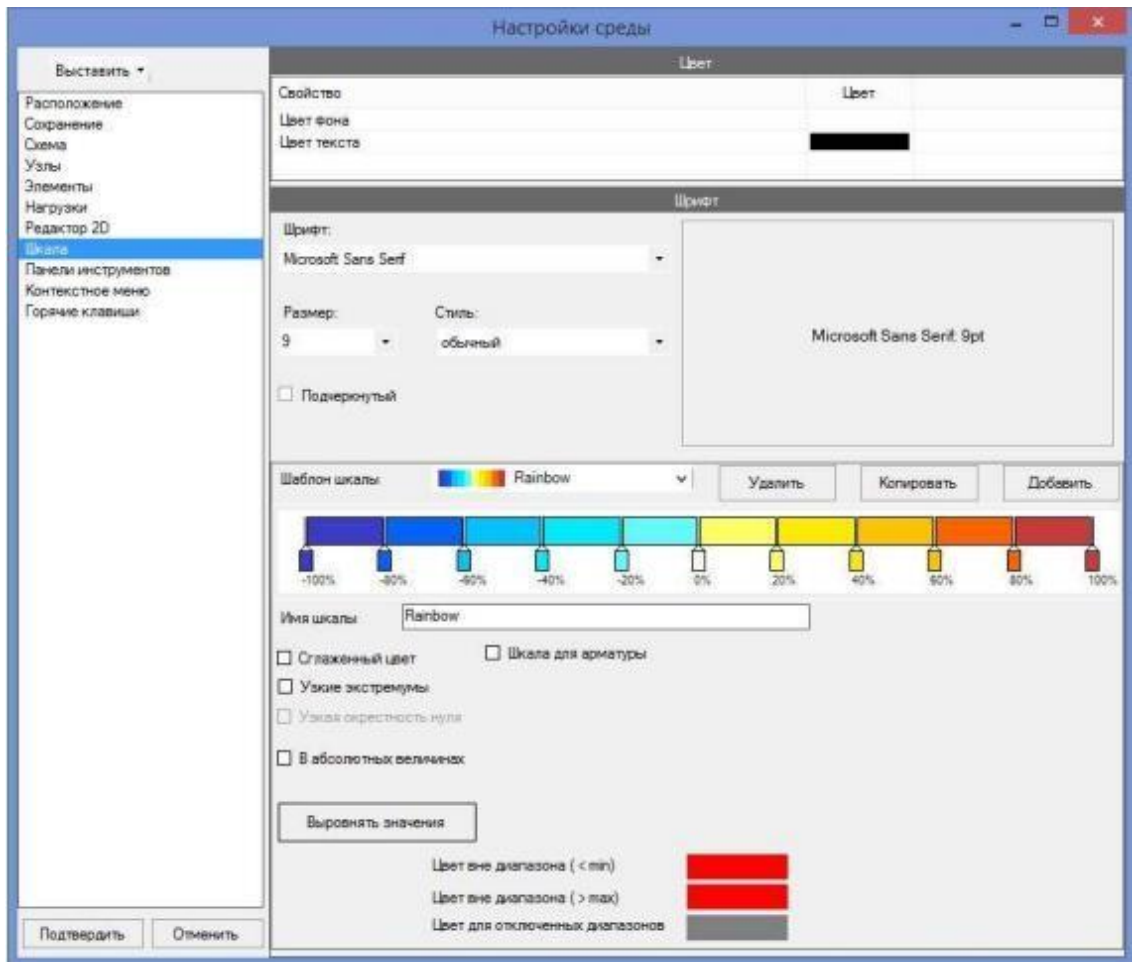 Настройки среды
Выставить
Расположение
Сохранение
Схема
Узлы
Элементы
Нагрузки
Редактор 2D
Шкала
Панели инструментов
Контекстное меню
Горячие клавиши
Подтвердить Отменить
Цвет
Свойство Цвет
Цвет фона
Цвет текста
Шрифт
Шрифт:
Microsoft Sans Serif
Размер: Стиль:
9 обычный
Подчеркнутый
Microsoft Sans Serif: 9pt
Шаблон шкалы Rainbow Удалить Копировать Добавить
-100% -80% -60% -40% -20% 0% 20% 40% 60% 80% 100%
Имя шкалы Rainbow
Сглаженный цвет Шкала для арматуры
Узкие экстремумы
Узкая окрестность нуля
В абсолютных величинах
Выровнять значения
Цвет вне диапазона ( < min)
Цвет вне диапазона ( > max)
Цвет для отключенных диапазонов